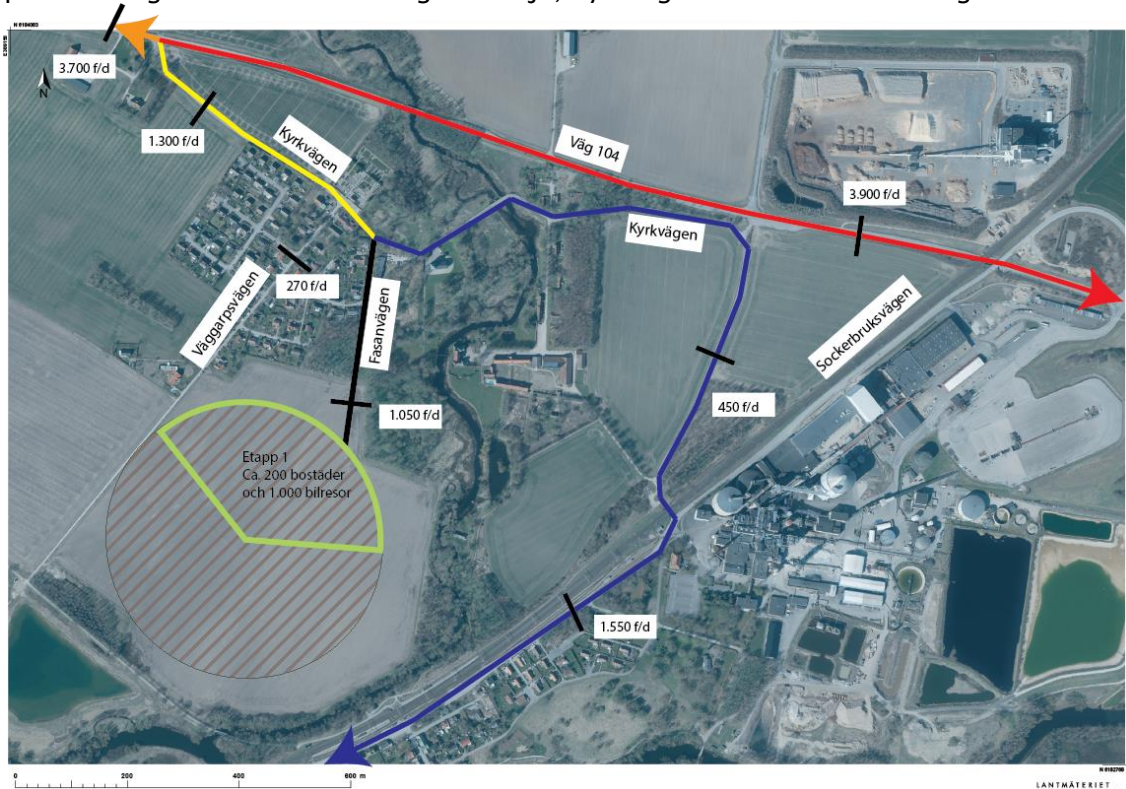 N 6184083
3.700 f/d
N
1.300 f/d
Kyrkvägen
Väg 104
3.900 f/d
Kyrkvägen
270 f/d
Väggarpsvägen
Fasanvägen
Sockerbruksvägen
1.050 f/d
450 f/d
Etapp 1
Ca. 200 bostäder
och 1.000 bilresor
1.550 f/d
0 200 400 600 m
LANTMÄTERIET